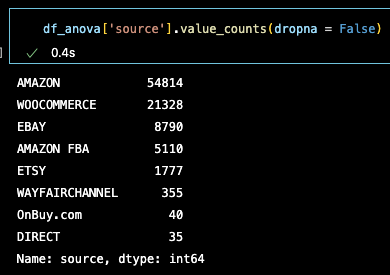 df_anova['source'].value_counts(dropna = False)
✓ 0.4s
AMAZON 54814
WOOCOMMERCE 21328
EBAY 8790
AMAZON FBA 5110
ETSY 1777
WAYFAIRCHANNEL 355
OnBuy.com 40
DIRECT 35
Name: source, dtype: int64